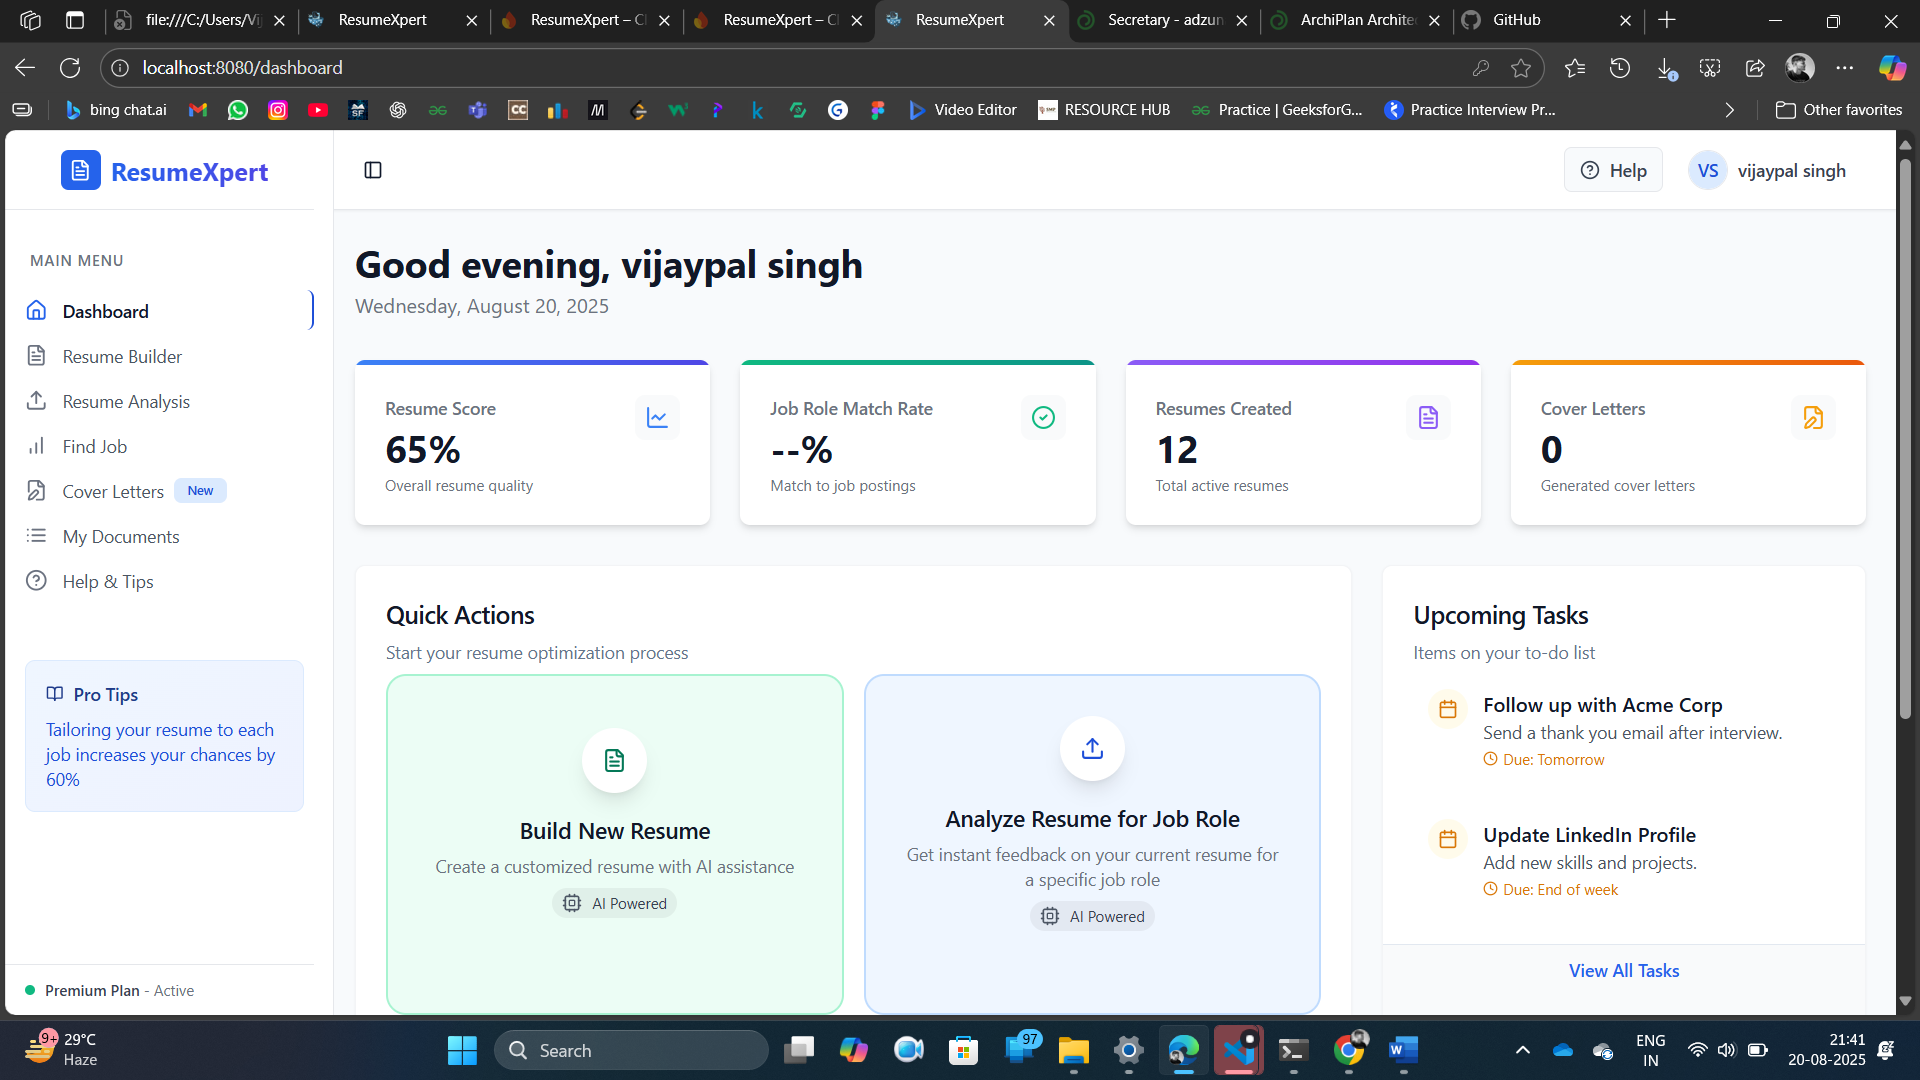 file:///C:/Users/Vij
ResumeXpert
ResumeXpert – Cl
ResumeXpert – C
ResumeXpert
Secretary - adzun
ArchiPlan Archite
GitHub
localhost:8080/dashboard
bing chat.ai
Video Editor
RESOURCE HUB
Practice | GeeksforG...
Practice Interview Pr...
Other favorites
ResumeXpert
Help
VS
vijaypal singh
MAIN MENU
Dashboard
Resume Builder
Resume Analysis
Find Job
Cover Letters New
My Documents
Help & Tips
Pro Tips
Tailoring your resume to each
job increases your chances by
60%
Premium Plan - Active
Good evening, vijaypal singh
Wednesday, August 20, 2025
Resume Score
65%
Overall resume quality
Job Role Match Rate
--%
Match to job postings
Resumes Created
12
Total active resumes
Cover Letters
0
Generated cover letters
Quick Actions
Start your resume optimization process
Build New Resume
Create a customized resume with AI assistance
AI Powered
Analyze Resume for Job Role
Get instant feedback on your current resume for
a specific job role
AI Powered
Upcoming Tasks
Items on your to-do list
Follow up with Acme Corp
Send a thank you email after interview.
Due: Tomorrow
Update LinkedIn Profile
Add new skills and projects.
Due: End of week
View All Tasks
9+
29°C
Haze
Search
97
ENG
IN
21:41
20-08-2025